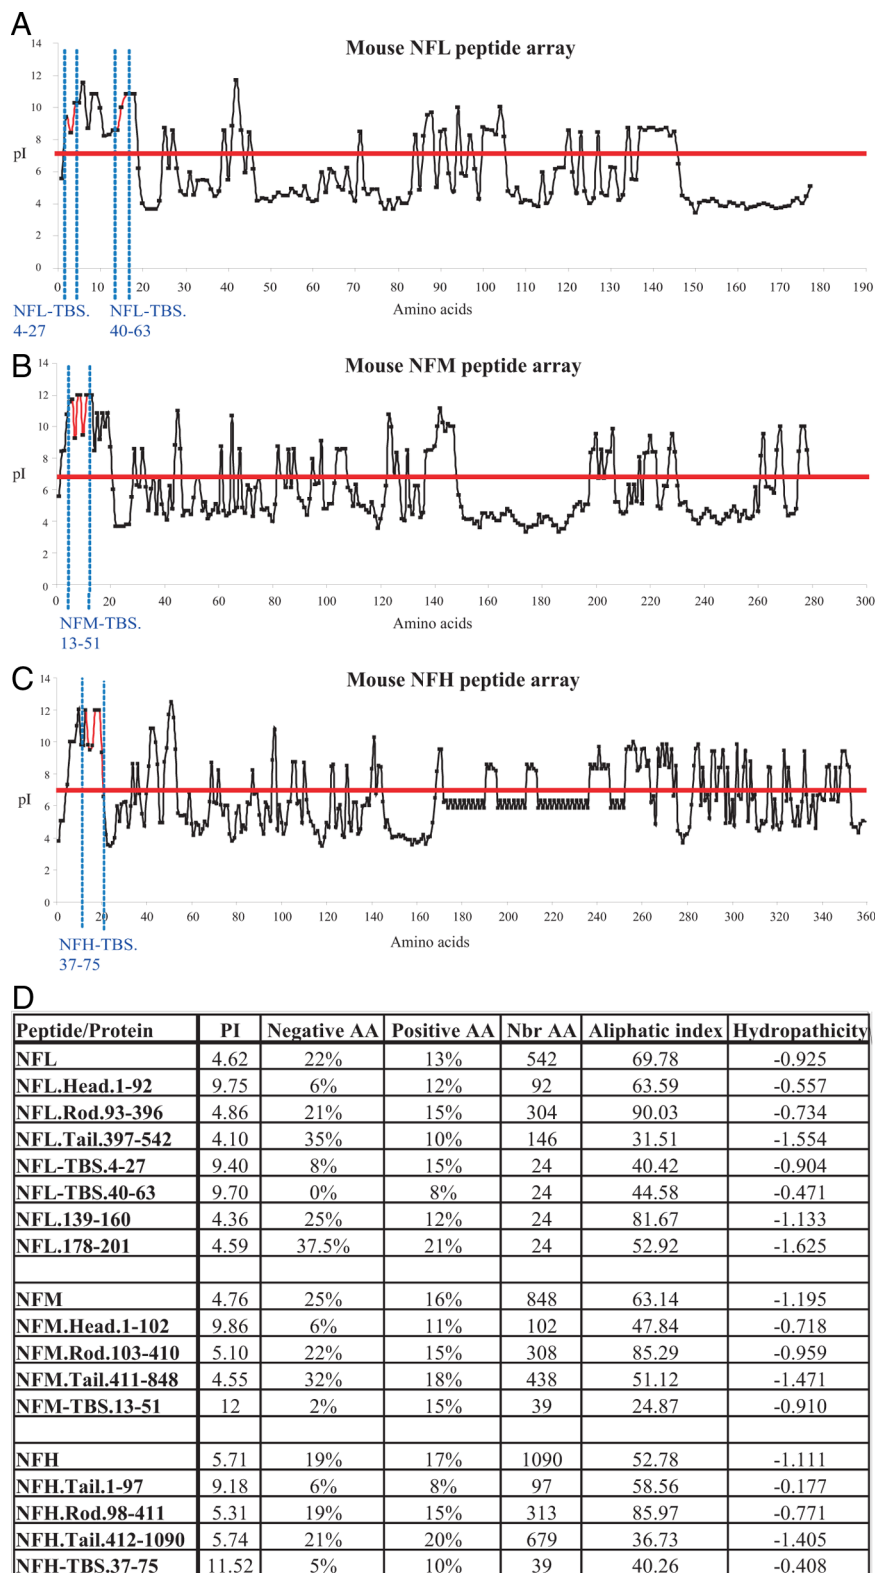 A
Mouse NFL peptide array
14
12
10
8
pI
6
4
2
0
0 10 20 30 40 50 60 70 80 90 100 110 120 130 140 150 160 170 180 190
Amino acids
NFL-TBS. NFL-TBS.
4-27 40-63
B
Mouse NFM peptide array
14
12
10
8
pI
6
4
2
0
0 20 40 60 80 100 120 140 160 180 200 220 240 260 280 300
Amino acids
NFM-TBS.
13-51
C
Mouse NFH peptide array
14
12
10
8
pI
6
4
2
0
0 20 40 60 80 100 120 140 160 180 200 220 240 260 280 300 320 340 360
Amino acids
NFH-TBS.
37-75
D
Peptide/Protein PI Negative AA Positive AA Nbr AA Aliphatic index Hydropathicity
NFL 4.62 22% 13% 542 69.78 -0.925
NFL.Head.1-92 9.75 6% 12% 92 63.59 -0.557
NFL.Rod.93-396 4.86 21% 15% 304 90.03 -0.734
NFL.Tail.397-542 4.10 35% 10% 146 31.51 -1.554
NFL-TBS.4-27 9.40 8% 15% 24 40.42 -0.904
NFL-TBS.40-63 9.70 0% 8% 24 44.58 -0.471
NFL.139-160 4.36 25% 12% 24 81.67 -1.133
NFL.178-201 4.59 37.5% 21% 24 52.92 -1.625
NFM 4.76 25% 16% 848 63.14 -1.195
NFM.Head.1-102 9.86 6% 11% 102 47.84 -0.718
NFM.Rod.103-410 5.10 22% 15% 308 85.29 -0.959
NFM.Tail.411-848 4.55 32% 18% 438 51.12 -1.471
NFM-TBS.13-51 12 2% 15% 39 24.87 -0.910
NFH 5.71 19% 17% 1090 52.78 -1.111
NFH.Tail.1-97 9.18 6% 8% 97 58.56 -0.177
NFH.Rod.98-411 5.31 19% 15% 313 85.97 -0.771
NFH.Tail.412-1090 5.74 21% 20% 679 36.73 -1.405
NFH-TBS.37-75 11.52 5% 10% 39 40.26 -0.408